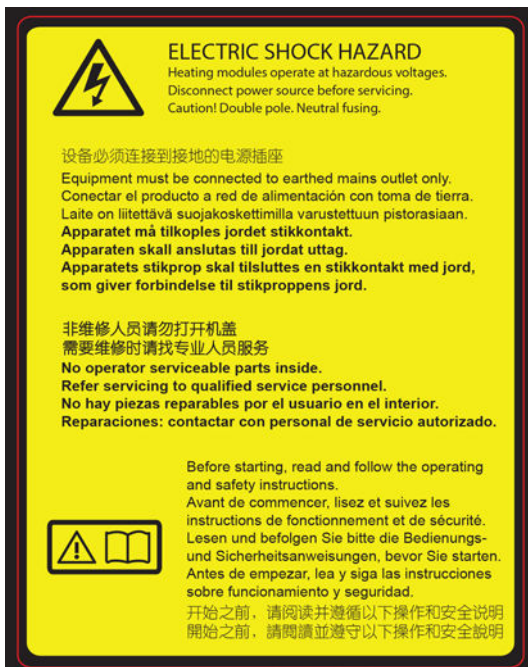 ELECTRIC SHOCK HAZARD
Heating modules operate at hazardous voltages.
Disconnect power source before servicing.
Caution! Double pole. Neutral fusing.
设备必须连接到接地的电源插座
Equipment must be connected to earthed mains outlet only.
Conectar el producto a red de alimentación con toma de tierra.
Laite on liitettävä suojakoskettimilla varustettuun pistorasiaan.
Apparatet må tilkoples jordet stikkontakt.
Apparaten skall anslutas till jordat uttag.
Apparatets stikprop skal tilsluttes en stikkontakt med jord,
som giver forbindelse til stikproppens jord.
非维修人员请勿打开机盖
需要维修时请找专业人员服务
No operator serviceable parts inside.
Refer servicing to qualified service personnel.
No hay piezas reparables por el usuario en el interior.
Reparaciones: contactar con personal de servicio autorizado.
Before starting, read and follow the operating
and safety instructions.
Avant de commencer, lisez et suivez les
instructions de fonctionnement et de sécurité.
Lesen und befolgen Sie bitte die Bedienungs-
und Sicherheitsanweisungen, bevor Sie starten.
Antes de empezar, lea y siga las instrucciones
sobre funcionamiento y seguridad.
开始之前，请阅读并遵循以下操作和安全说明
開始之前，請閱讀並遵守以下操作和安全說明